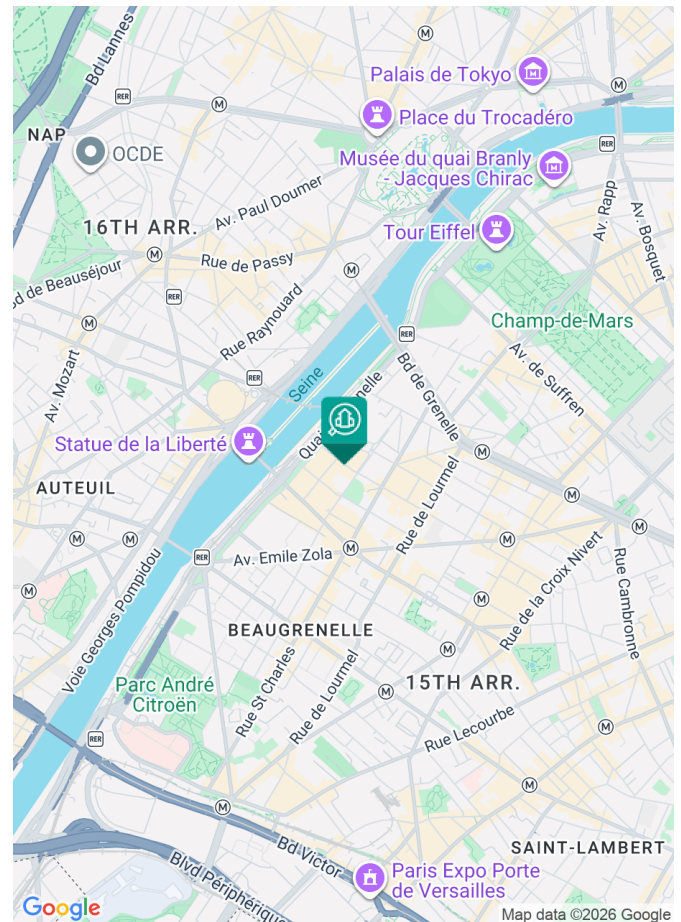 Bd Lannes
Palais de Tokyo
Place du Trocadéro
RER
NAP
OCDE
Musée du quai Branly
- Jacques Chirac
RER
Av. Paul Doumer
Av. Rapp
16TH ARR.
Tour Eiffel
Av. Bosquet
Rue de Passy
d de Beauséjour
RER
Rue Raynouard
Champ-de-Mars
RER
Av. Mozart
Seine
Bd de Grenelle
Av. de Suffren
RER
Quai
enelle
Statue de la Liberté
AUTEUIL
Rue de Lourmel
RER
Av. Emile Zola
Rue de la Croix Nivert
Rue Cambronne
Voie Georges Pompidou
BEAUGRENELLE
Parc André
Citroën
Rue St Charles
Rue de Lourmel
15TH ARR.
RER
Rue Lecourbe
Bd Victor
SAINT-LAMBERT
Blvd Périphérique
Paris Expo Porte
de Versailles
Google
Map data ©2026 Google